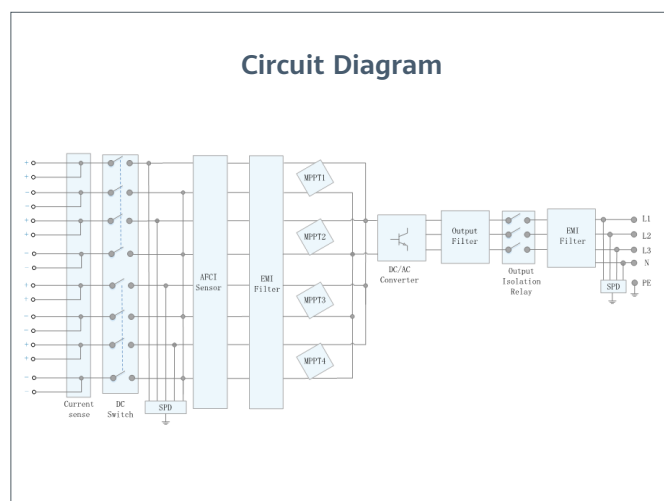 Circuit Diagram
+
+
−
−
+
+
−
−
+
+
−
−
+
+
−
−
Current
sense
DC
Switch
SPD
AFCI
Sensor
EMI
Filter
MPPT1
MPPT2
MPPT3
MPPT4
DC/AC
Converter
Output
Filter
Output
Isolation
Relay
EMI
Filter
SPD
L1
L2
L3
N
PE